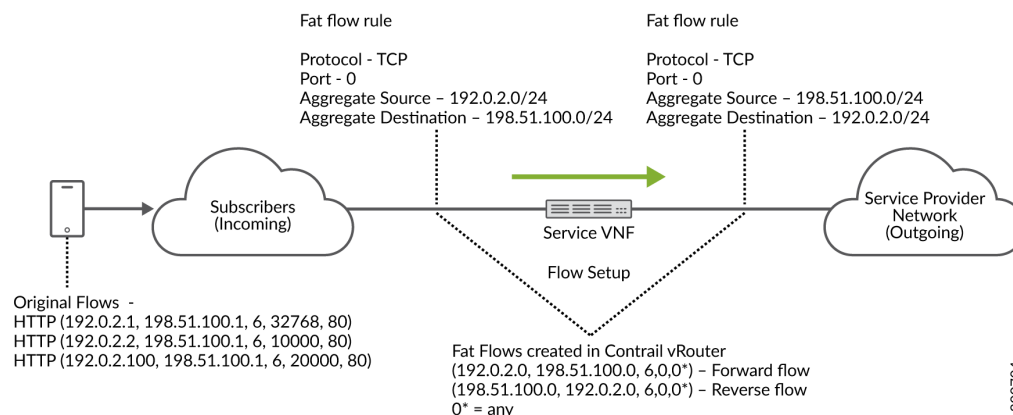 Fat flow rule
Protocol - TCP
Port - 0
Aggregate Source – 192.0.2.0/24
Aggregate Destination – 198.51.100.0/24
Fat flow rule
Protocol - TCP
Port - 0
Aggregate Source – 198.51.100.0/24
Aggregate Destination – 192.0.2.0/24
Subscribers
(Incoming)
Service VNF
Service Provider
Network
(Outgoing)
Flow Setup
Original Flows -
HTTP (192.0.2.1, 198.51.100.1, 6, 32768, 80)
HTTP (192.0.2.2, 198.51.100.1, 6, 10000, 80)
HTTP (192.0.2.100, 198.51.100.1, 6, 20000, 80)
Fat Flows created in Contrail vRouter
(192.0.2.0, 198.51.100.0, 6,0,0*) – Forward flow
(198.51.100.0, 192.0.2.0, 6,0,0*) – Reverse flow
0* = any